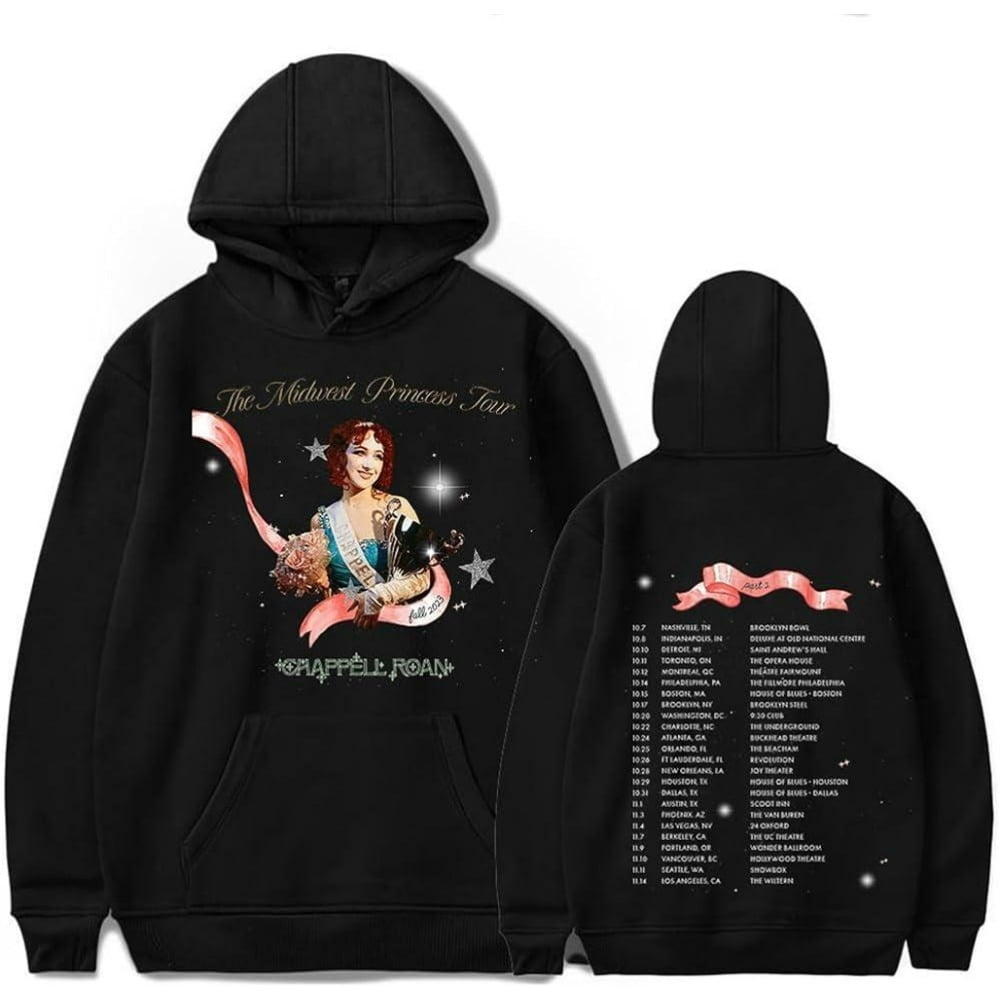 The Midwest Princess Tour
CHAPPELL
fall 2023
CHAPPELL ROAN
part 2
10.7 NASHVILLE, TN BROOKLYN BOWL
10.8 INDIANAPOLIS, IN DELUXE AT OLD NATIONAL CENTRE
10.10 DETROIT, MI SAINT ANDREW'S HALL
10.11 TORONTO, ON THE OPERA HOUSE
10.12 MONTREAL, QC THÉÂTRE FAIRMOUNT
10.14 PHILADELPHIA, PA THE FILLMORE PHILADELPHIA
10.15 BOSTON, MA HOUSE OF BLUES - BOSTON
10.17 BROOKLYN, NY BROOKLYN STEEL
10.20 WASHINGTON, DC 9:30 CLUB
10.22 CHARLOTTE, NC THE UNDERGROUND
10.24 ATLANTA, GA BUCKHEAD THEATRE
10.25 ORLANDO, FL THE BEACHAM
10.26 FT LAUDERDALE, FL REVOLUTION
10.28 NEW ORLEANS, LA JOY THEATER
10.29 HOUSTON, TX HOUSE OF BLUES - HOUSTON
10.31 DALLAS, TX HOUSE OF BLUES - DALLAS
11.1 AUSTIN, TX SCOOT INN
11.3 PHOENIX, AZ THE VAN BUREN
11.4 LAS VEGAS, NV 24 OXFORD
11.7 BERKELEY, CA THE UC THEATRE
11.9 PORTLAND, OR WONDER BALLROOM
11.10 VANCOUVER, BC HOLLYWOOD THEATRE
11.11 SEATTLE, WA SHOWBOX
11.14 LOS ANGELES, CA THE WILTERN